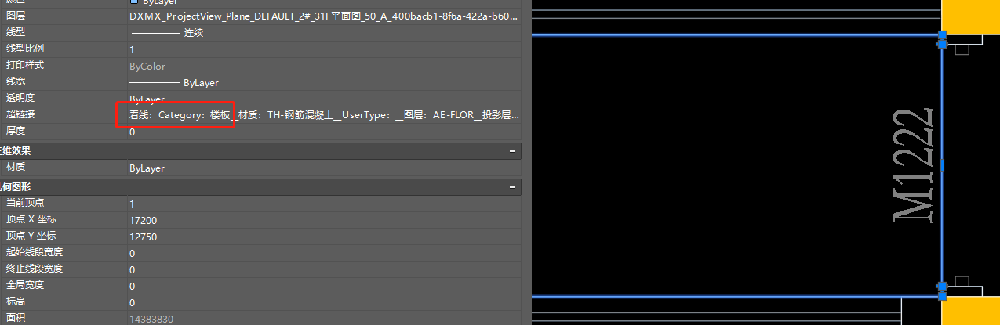 ByLayer
图层 DXMX_ProjectView_Plane_DEFAULT_2#_31F平面图_50_A_400bacb1-8f6a-422a-b60...
线型 连续
线型比例 1
打印样式 ByColor
线宽 ByLayer
透明度 ByLayer
超链接 看线：Category：楼板__材质：TH-钢筋混凝土__UserType：__图层：AE-FLOR__投影层...
厚度 0
维效果
材质 ByLayer
何图形
当前顶点 1
顶点 X 坐标 17200
顶点 Y 坐标 12750
起始线段宽度 0
终止线段宽度 0
全局宽度 0
标高 0
面积 14383830
M1222